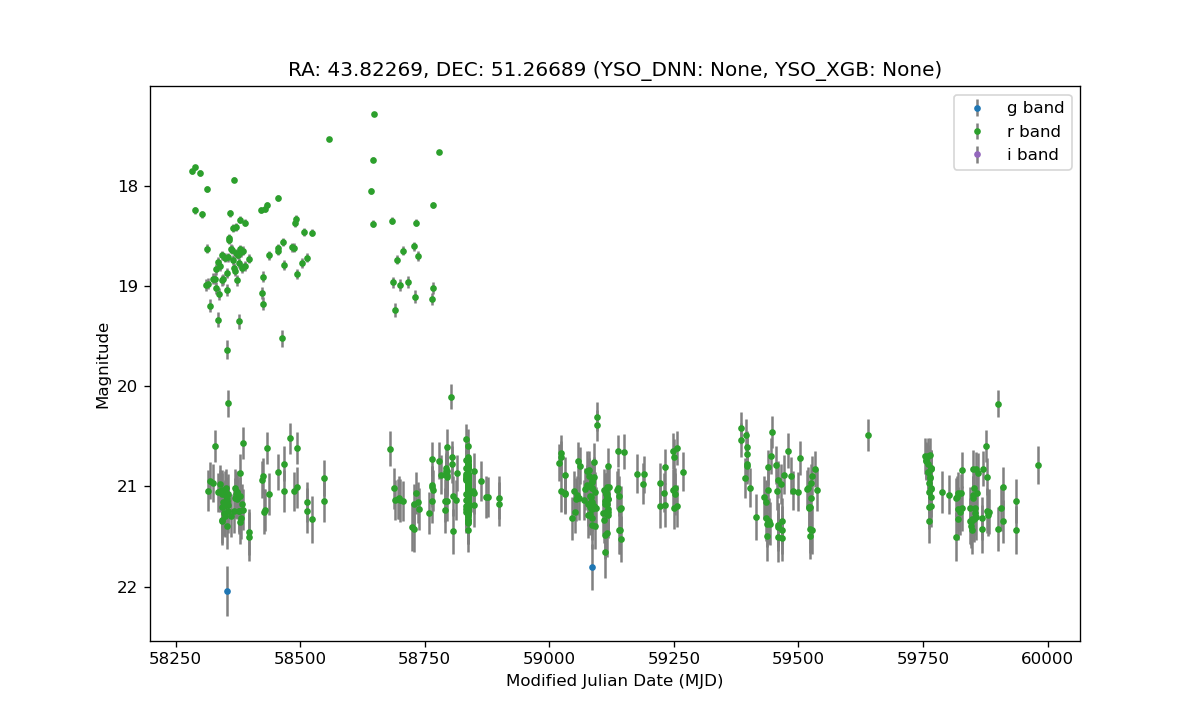 RA: 43.82269, DEC: 51.26689 (YSO_DNN: None, YSO_XGB: None)
g band
r band
i band
18
19
20
21
22
Magnitude
58250 58500 58750 59000 59250 59500 59750 60000
Modified Julian Date (MJD)